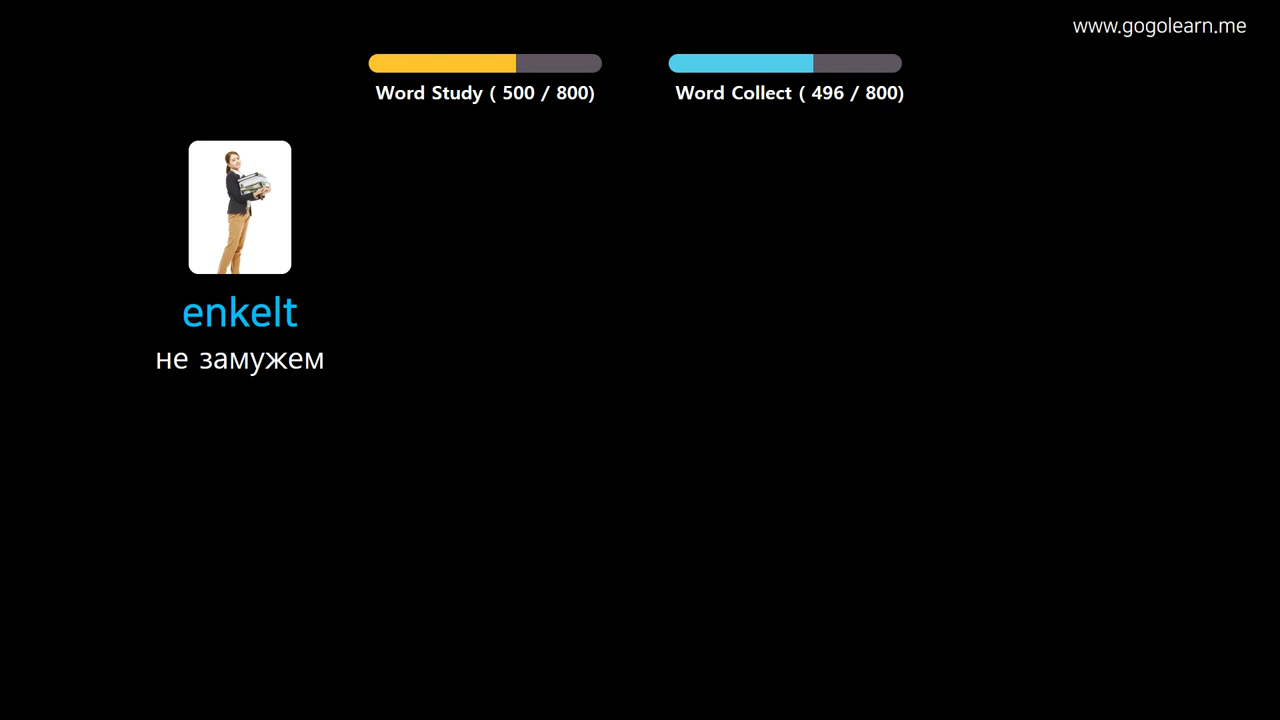 www.gogolearn.me
Word Study ( 500 / 800)
Word Collect ( 496 / 800)
enkelt
не замужем